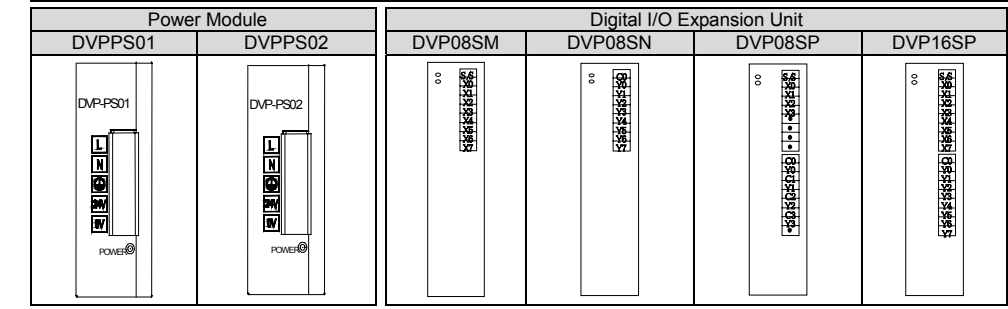 Power Module
Digital I/O Expansion Unit
DVPPS01
DVPPS02
DVP08SM
DVP08SN
DVP08SP
DVP16SP
DVP-PS01
L
N
24V
0V
POWER
DVP-PS02
L
N
24V
0V
POWER
S/S
X0
X1
X2
X3
X4
X5
X6
X7
C0
Y0
Y1
Y2
Y3
Y4
Y5
Y6
Y7
S/S
X0
X1
X2
X3
•
•
•
•
C0
Y0
C1
Y1
C2
Y2
C3
Y3
•
S/S
X0
X1
X2
X3
X4
X5
X6
X7
C0
Y0
Y1
Y2
Y3
Y4
Y5
Y6
Y7